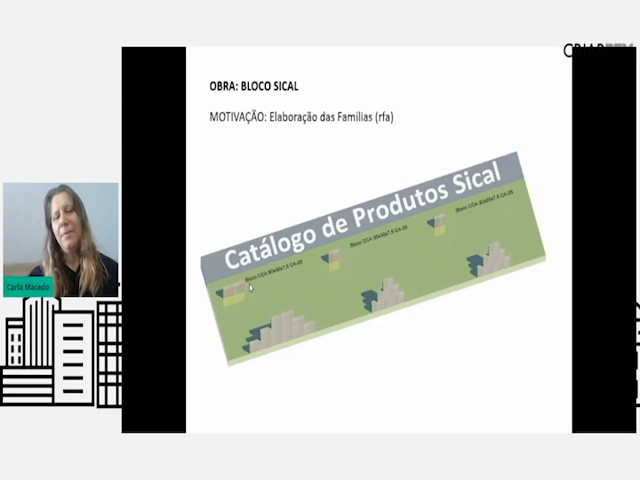 OBRA: BLOCO SICAL
MOTIVAÇÃO: Elaboração das Famílias (rfa)
Catálogo de Produtos Sical
Carla Macedo